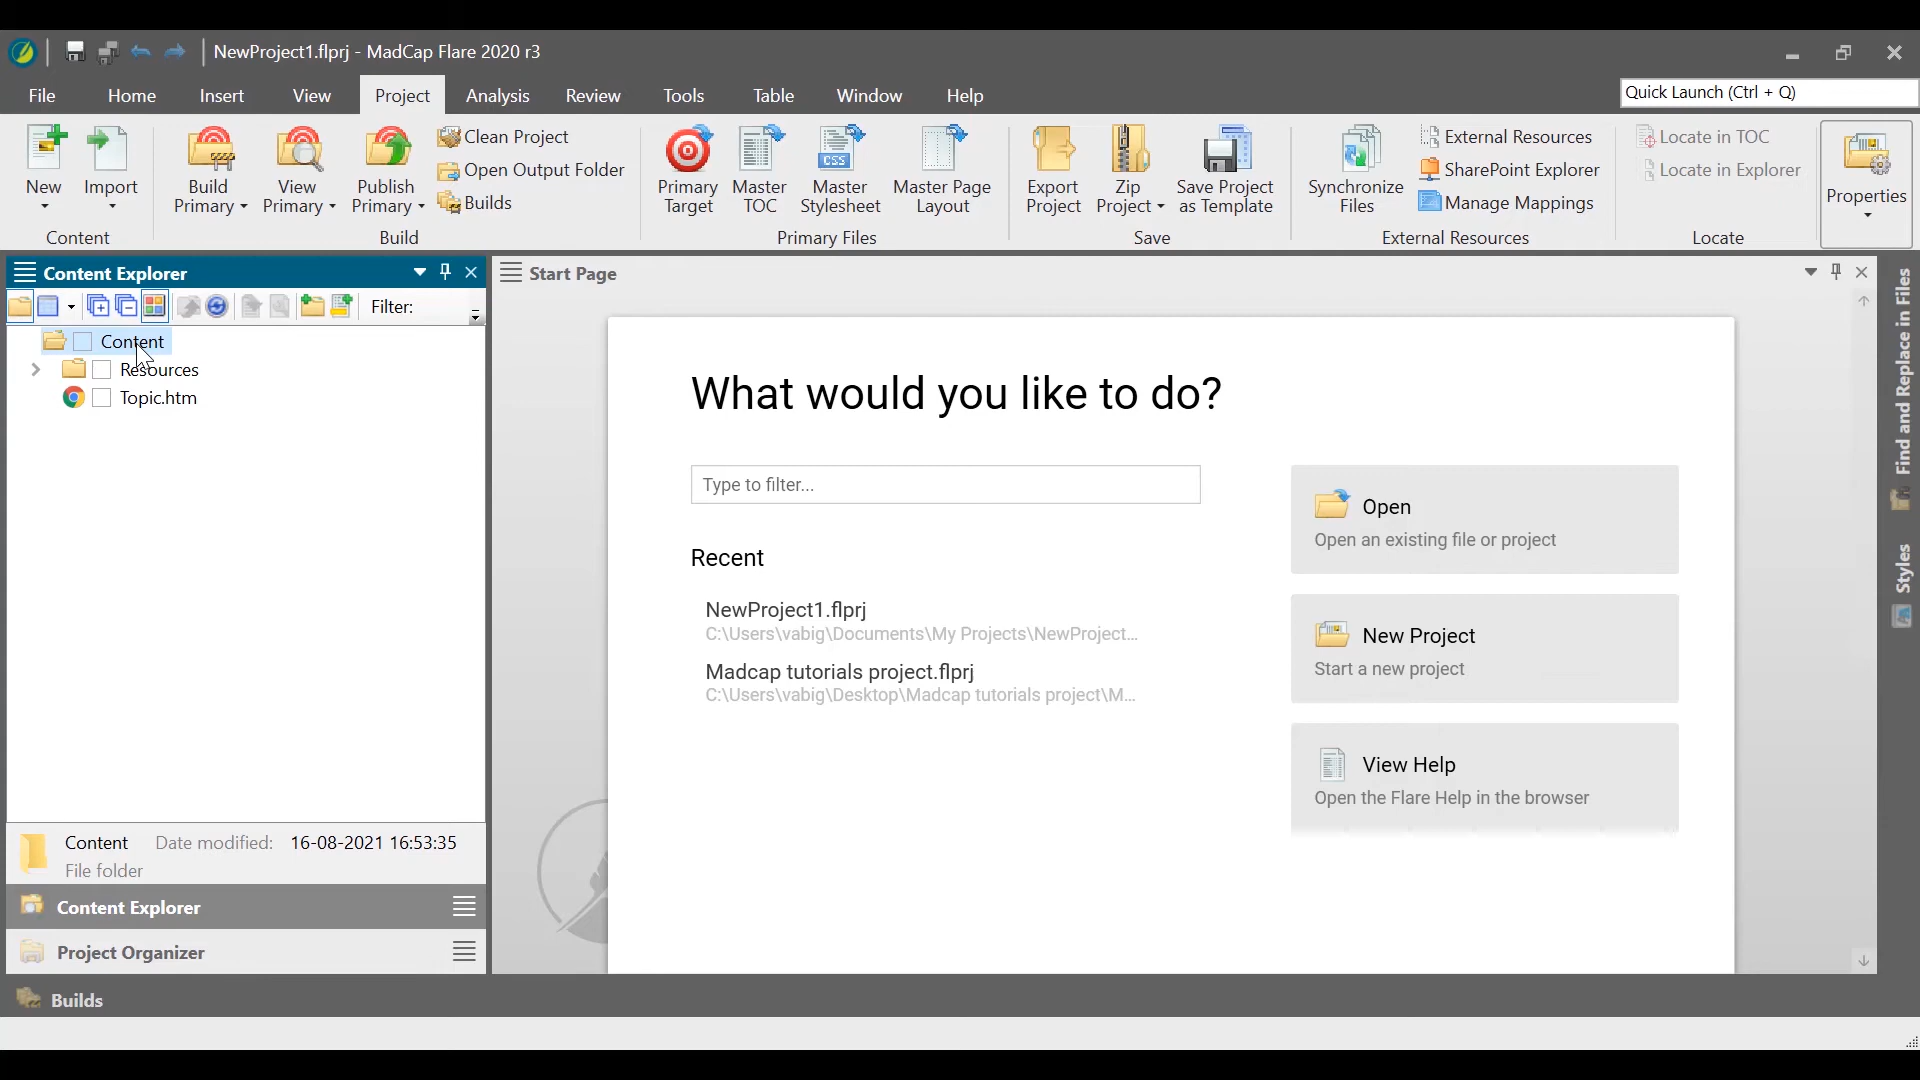 NewProject1.flprj - MadCap Flare 2020 r3
File Home Insert View Project Analysis Review Tools Table Window Help
Quick Launch (Ctrl + Q)
New Import
Content
Build Primary View Primary Publish Primary
Clean Project
Open Output Folder
Builds
Build
Primary Target Master TOC Master Stylesheet Master Page Layout
CSS
Primary Files
Export Project Zip Project Save Project as Template
Save
Synchronize Files
External Resources
SharePoint Explorer
Manage Mappings
External Resources
Locate in TOC
Locate in Explorer
Locate
Properties
Content Explorer
Filter:
Content
Resources
Topic.htm
Content Date modified: 16-08-2021 16:53:35
File folder
Content Explorer
Project Organizer
Builds
Start Page
What would you like to do?
Type to filter...
Recent
NewProject1.flprj
C:\Users\vabig\Documents\My Projects\NewProject...
Madcap tutorials project.flprj
C:\Users\vabig\Desktop\Madcap tutorials project\M...
Open
Open an existing file or project
New Project
Start a new project
View Help
Open the Flare Help in the browser
Find and Replace in Files
Styles